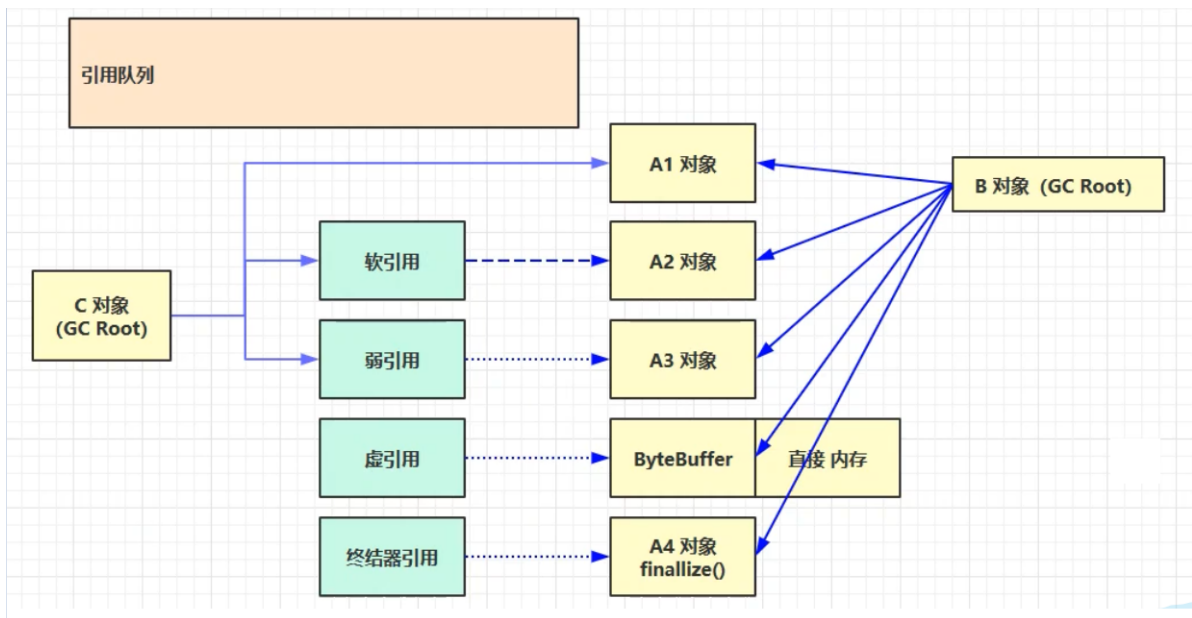 引用队列
A1 对象
B 对象（GC Root）
软引用
A2 对象
C 对象
(GC Root)
弱引用
A3 对象
虚引用
ByteBuffer
直接 内存
终结器引用
A4 对象
finallize()